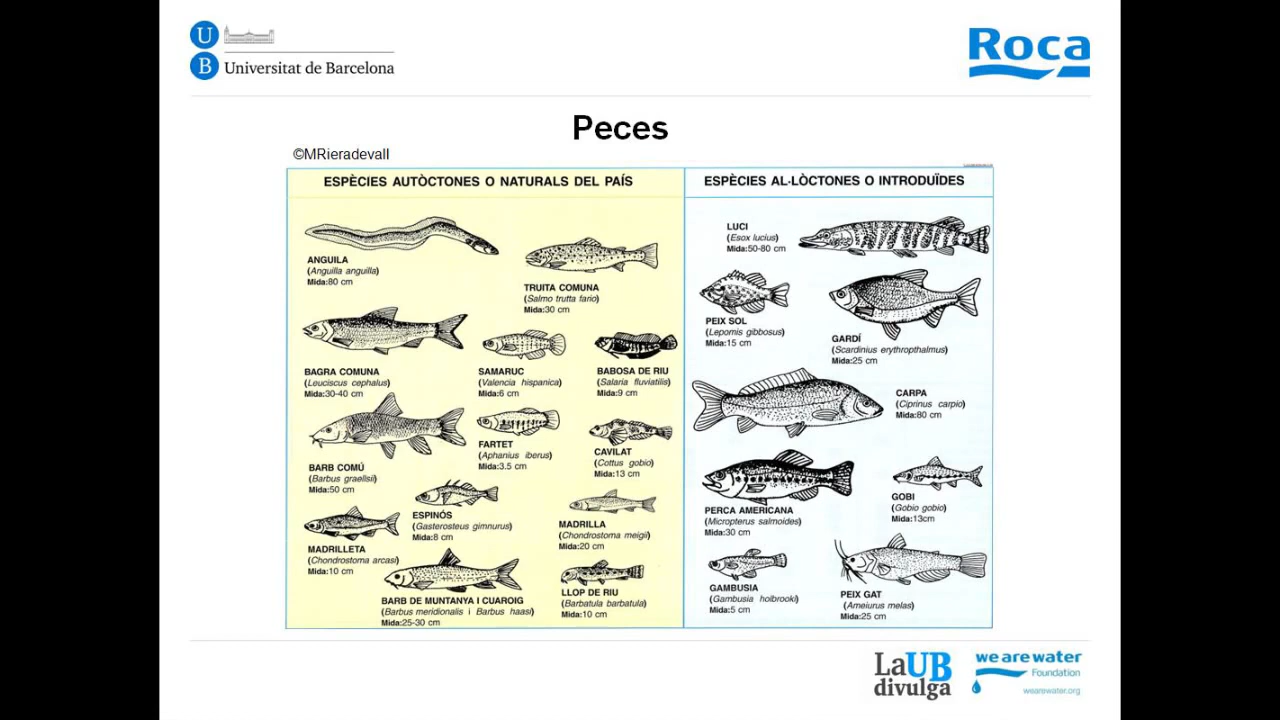 U
B
Universitat de Barcelona
Roca
Peces
©MRieradevall
ESPÈCIES AUTÒCTONES O NATURALS DEL PAÍS
ANGUILA
(Anguilla anguilla)
Mida:80 cm
TRUITA COMUNA
(Salmo trutta fario)
Mida:30 cm
BAGRA COMUNA
(Leuciscus cephalus)
Mida:30-40 cm
SAMARUC
(Valencia hispanica)
Mida:6 cm
BABOSA DE RIU
(Salaria fluviatilis)
Mida:9 cm
BARB COMÚ
(Barbus graellsii)
Mida:50 cm
FARTET
(Aphanius iberus)
Mida:3.5 cm
CAVILAT
(Cottus gobio)
Mida:13 cm
ESPINÓS
(Gasterosteus gimnurus)
Mida:8 cm
MADRILLA
(Chondrostoma meigii)
Mida:20 cm
MADRILLETA
(Chondrostoma arcasi)
Mida:10 cm
BARB DE MUNTANYA I CUAROIG
(Barbus meridionalis i Barbus haasi)
Mida:25-30 cm
LLOP DE RIU
(Barbatula barbatula)
Mida:10 cm
ESPÈCIES AL·LÒCTONES O INTRODUÏDES
LUCI
(Esox lucius)
Mida:50-80 cm
PEIX SOL
(Lepomis gibbosus)
Mida:15 cm
GARDÍ
(Scardinius erythropthalmus)
Mida:25 cm
CARPA
(Ciprinus carpio)
Mida:80 cm
PERCA AMERICANA
(Micropterus salmoides)
Mida:30 cm
GOBI
(Gobio gobio)
Mida:13cm
GAMBUSIA
(Gambusia holbrooki)
Mida:5 cm
PEIX GAT
(Ameiurus melas)
Mida:25 cm
LaUB
divulga
we are water
Foundation
wearewater.org